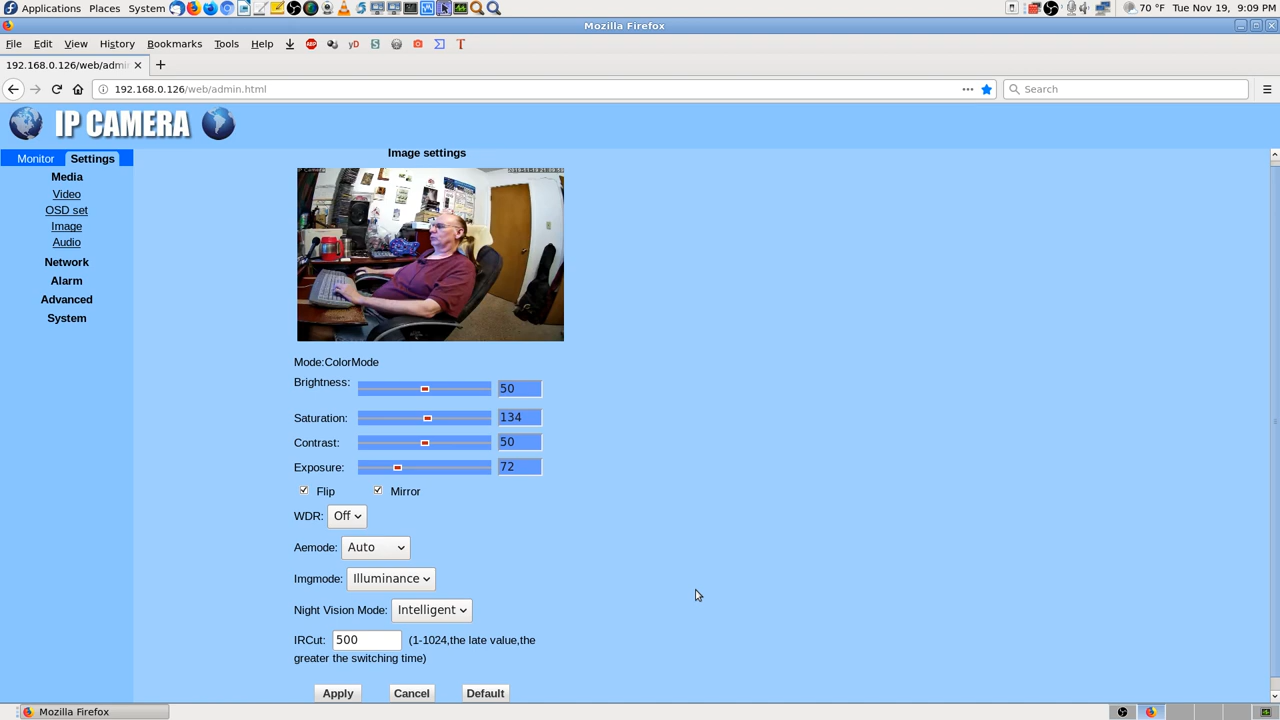 Applications Places System 70 °F Tue Nov 19, 9:09 PM
Mozilla Firefox
File Edit View History Bookmarks Tools Help
192.168.0.126/web/admi
192.168.0.126/web/admin.html Search
IP CAMERA
Monitor Settings
Media
Video
OSD set
Image
Audio
Network
Alarm
Advanced
System
Image settings
Mode:ColorMode
Brightness: 50
Saturation: 134
Contrast: 50
Exposure: 72
Flip Mirror
WDR: Off
Aemode: Auto
Imgmode: Illuminance
Night Vision Mode: Intelligent
IRCut: 500 (1-1024,the late value,the
greater the switching time)
Apply Cancel Default
Mozilla Firefox